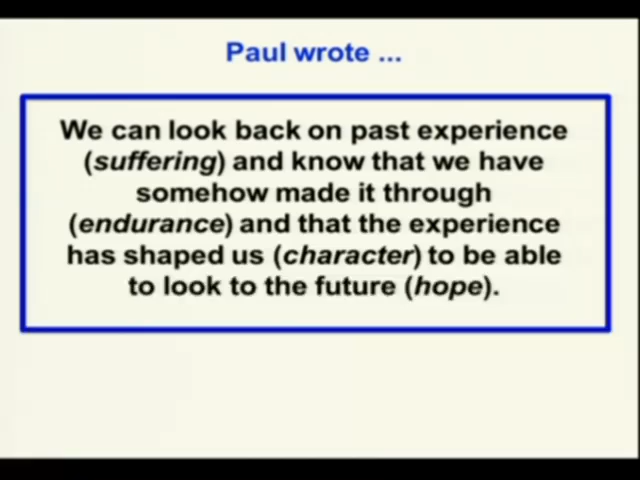 Paul wrote ...
We can look back on past experience
(suffering) and know that we have
somehow made it through
(endurance) and that the experience
has shaped us (character) to be able
to look to the future (hope).